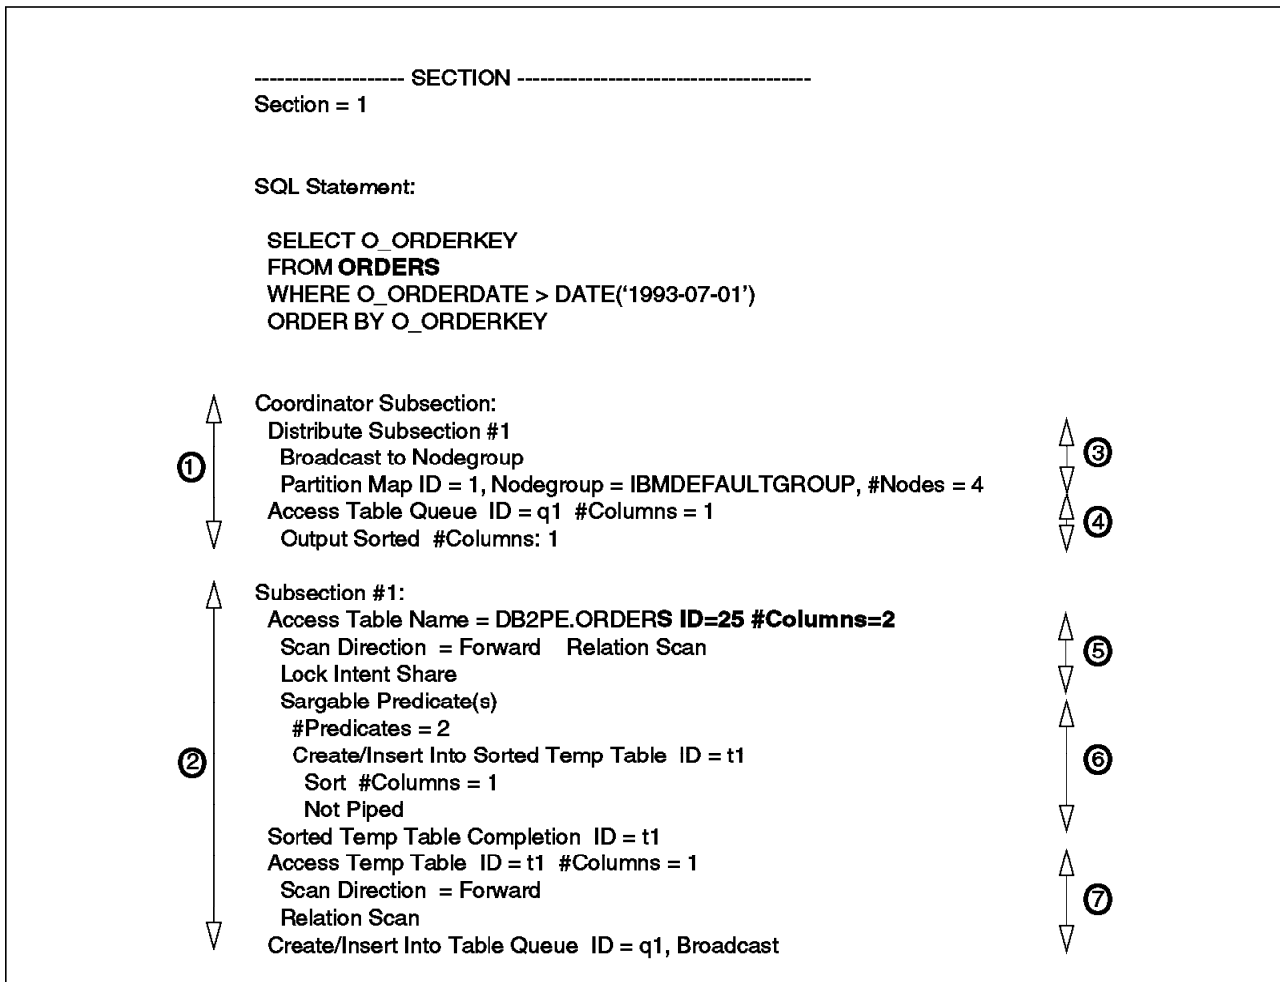 -------------------- SECTION ---------------------------------------
Section = 1
SQL Statement:
SELECT O_ORDERKEY
FROM ORDERS
WHERE O_ORDERDATE > DATE('1993-07-01')
ORDER BY O_ORDERKEY
Coordinator Subsection:
Distribute Subsection #1
Broadcast to Nodegroup
Partition Map ID = 1, Nodegroup = IBMDEFAULTGROUP, #Nodes = 4
Access Table Queue ID = q1 #Columns = 1
Output Sorted #Columns: 1
1
3
4
Subsection #1:
Access Table Name = DB2PE.ORDERS ID=25 #Columns=2
Scan Direction = Forward Relation Scan
Lock Intent Share
Sargable Predicate(s)
#Predicates = 2
Create/Insert Into Sorted Temp Table ID = t1
Sort #Columns = 1
Not Piped
Sorted Temp Table Completion ID = t1
Access Temp Table ID = t1 #Columns = 1
Scan Direction = Forward
Relation Scan
Create/Insert Into Table Queue ID = q1, Broadcast
2
5
6
7